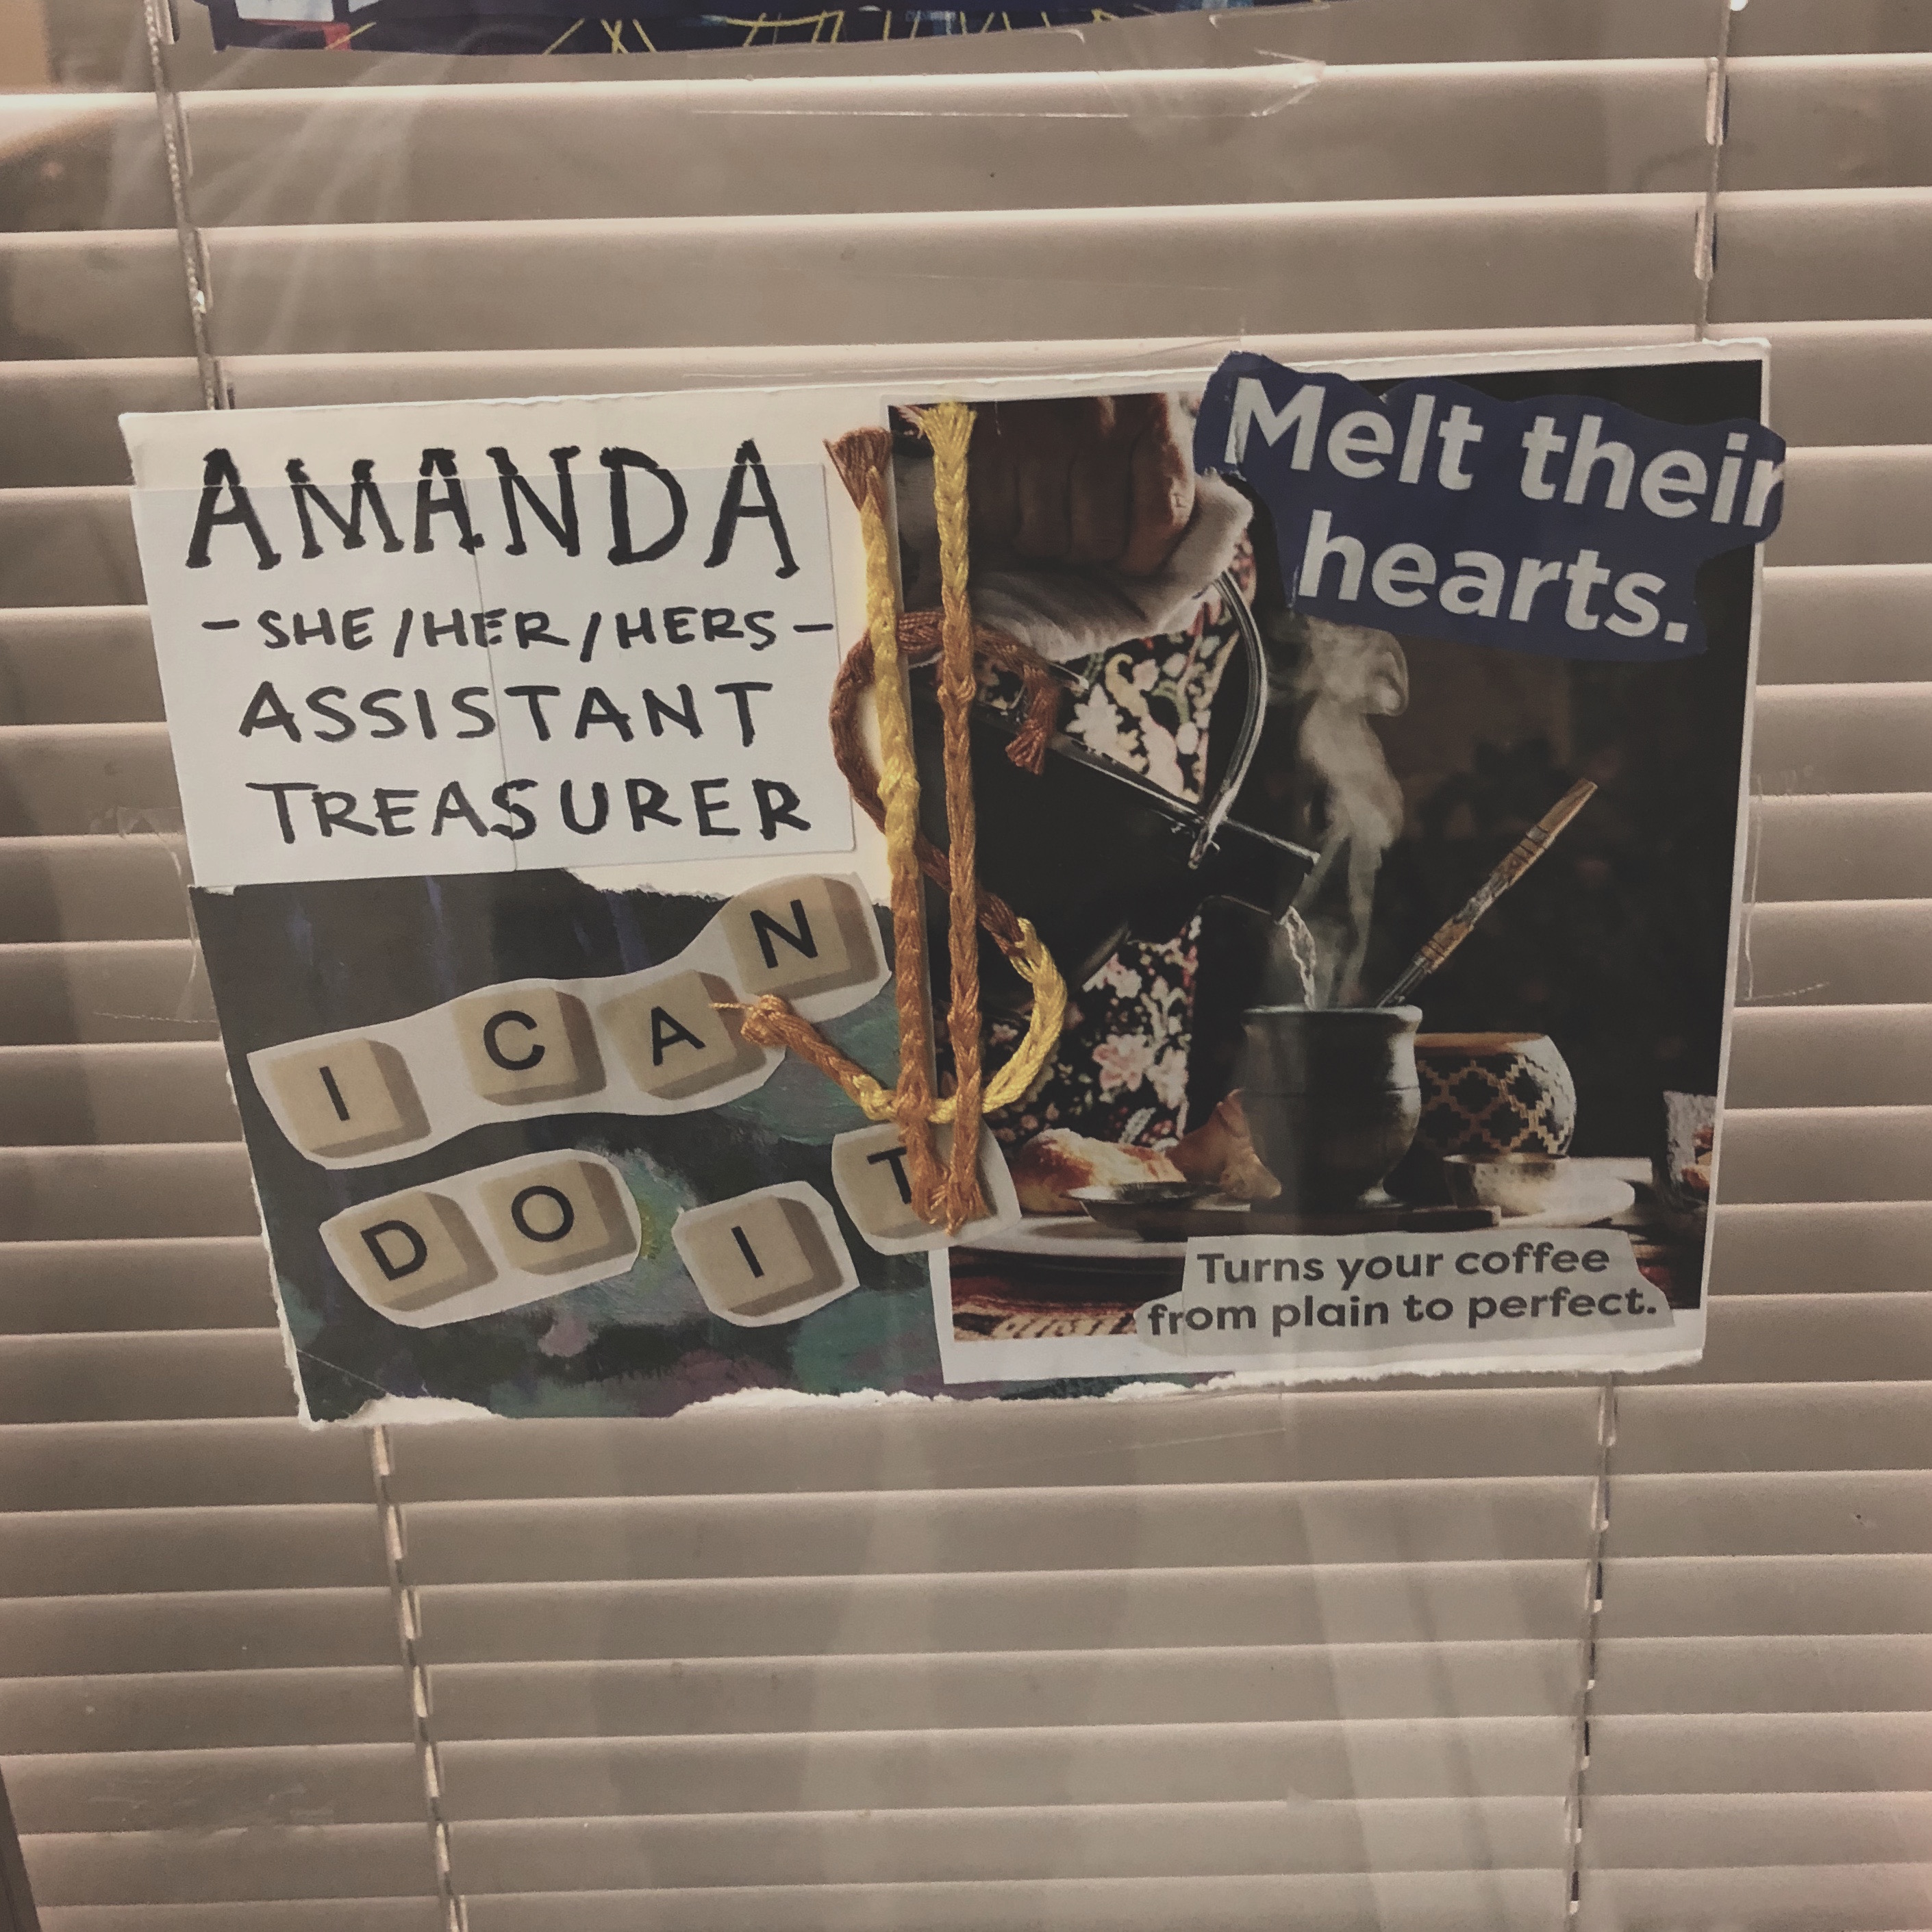 AMANDA
-SHE/HER/HERS-
ASSISTANT
TREASURER
I CAN
DO IT
Melt their
hearts.
Turns your coffee
from plain to perfect.